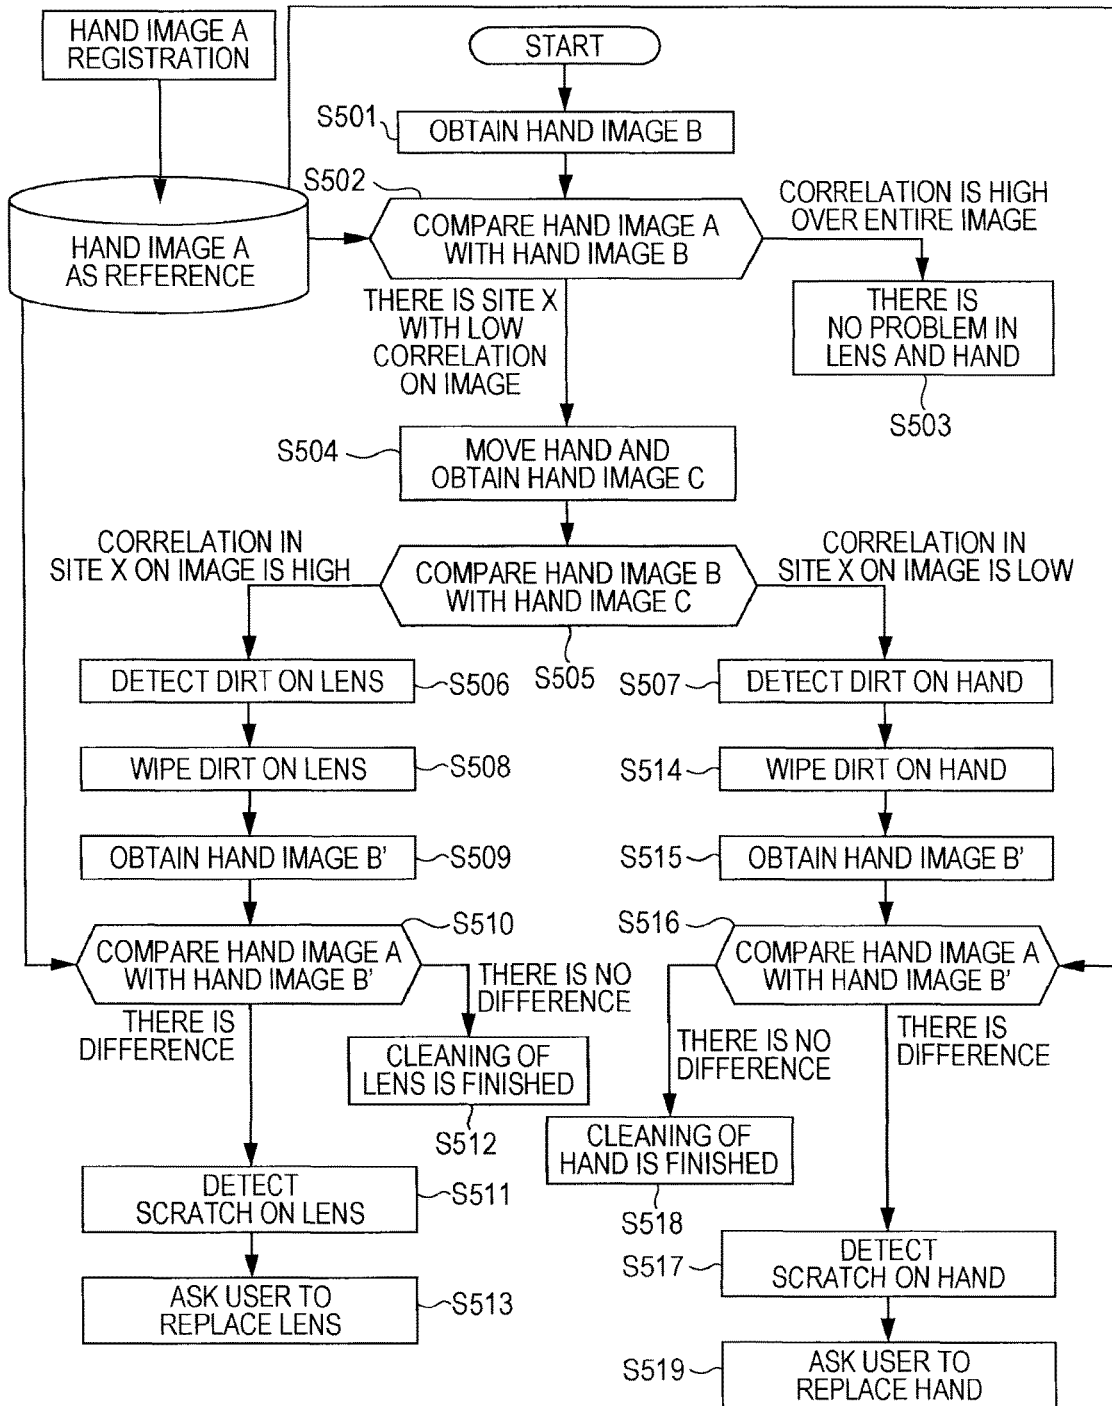 HAND IMAGE A
REGISTRATION
START
S501
OBTAIN HAND IMAGE B
S502
HAND IMAGE A
AS REFERENCE
COMPARE HAND IMAGE A
WITH HAND IMAGE B
CORRELATION IS HIGH
OVER ENTIRE IMAGE
THERE IS SITE X
WITH LOW
CORRELATION
ON IMAGE
THERE IS
NO PROBLEM IN
LENS AND HAND
S503
S504
MOVE HAND AND
OBTAIN HAND IMAGE C
CORRELATION IN
SITE X ON IMAGE IS HIGH
COMPARE HAND IMAGE B
WITH HAND IMAGE C
CORRELATION IN
SITE X ON IMAGE IS LOW
S505
DETECT DIRT ON LENS
S506
S507
DETECT DIRT ON HAND
WIPE DIRT ON LENS
S508
S514
WIPE DIRT ON HAND
OBTAIN HAND IMAGE B'
S509
S515
OBTAIN HAND IMAGE B'
S510
COMPARE HAND IMAGE A
WITH HAND IMAGE B'
S516
COMPARE HAND IMAGE A
WITH HAND IMAGE B'
THERE IS
DIFFERENCE
THERE IS NO
DIFFERENCE
THERE IS NO
DIFFERENCE
THERE IS
DIFFERENCE
CLEANING OF
LENS IS FINISHED
S512
CLEANING OF
HAND IS FINISHED
S518
DETECT
SCRATCH ON LENS
S511
S517
DETECT
SCRATCH ON HAND
ASK USER TO
REPLACE LENS
S513
S519
ASK USER TO
REPLACE HAND